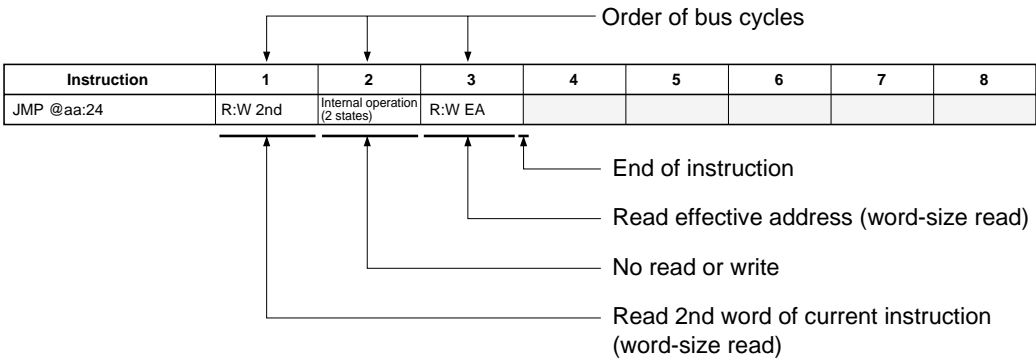 Order of bus cycles
Instruction 1 2 3 4 5 6 7 8
JMP @aa:24 R:W 2nd Internal operation (2 states) R:W EA
End of instruction
Read effective address (word-size read)
No read or write
Read 2nd word of current instruction
(word-size read)